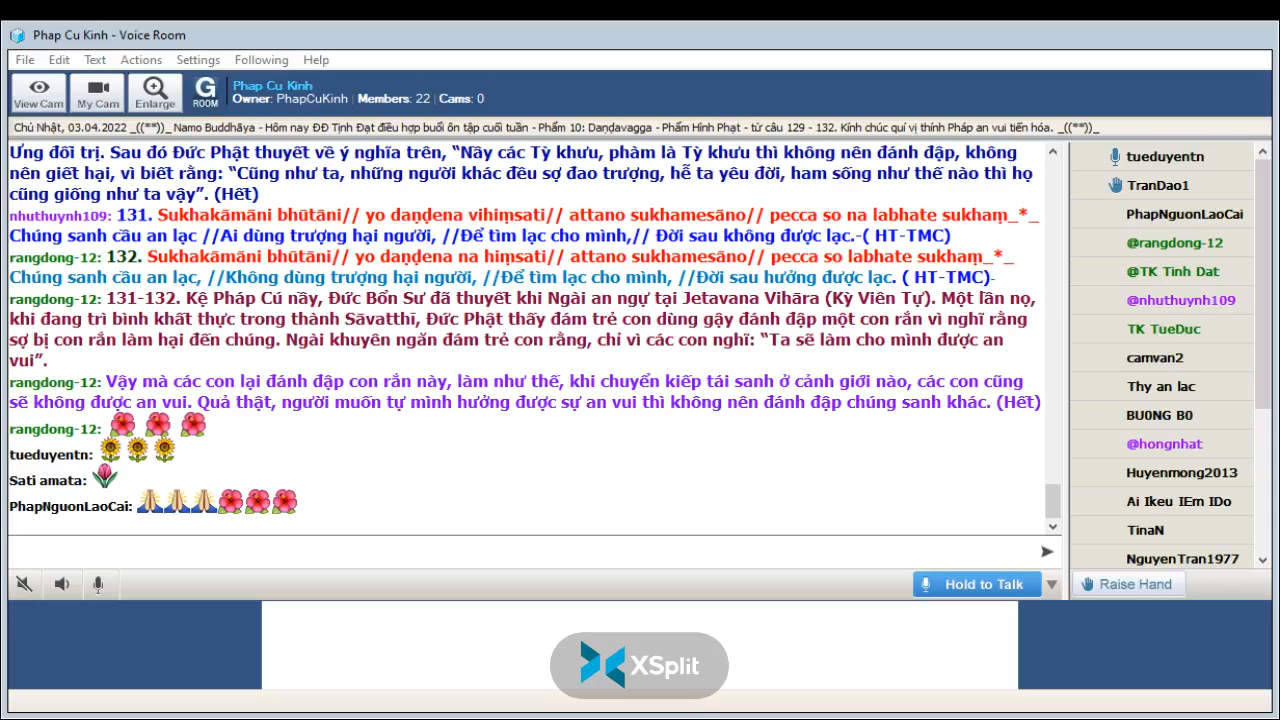 Phap Cu Kinh - Voice Room
File Edit Text Actions Settings Following Help
View Cam My Cam Enlarge G ROOM
Phap Cu Kinh
Owner: PhapCuKinh | Members: 22 | Cams: 0
Chủ Nhật, 03.04.2022 _((**))_ Namo Buddhāya - Hôm nay ĐĐ Tịnh Đạt điều hợp buổi ôn tập cuối tuần - Phẩm 10: Daṇḍavagga - Phẩm Hình Phạt - từ câu 129 - 132. Kính chúc quí vị thính Pháp an vui tiến hóa. _((**))_
Ưng đối trị. Sau đó Đức Phật thuyết về ý nghĩa trên, “Nầy các Tỳ khưu, phàm là Tỳ khưu thì không nên đánh đập, không
nên giết hại, vì biết rằng: “Cũng như ta, những người khác đều sợ đao trượng, hễ ta yêu đời, ham sống như thế nào thì họ
cũng giống như ta vậy”. (Hết)
nhuthuynh109: 131. Sukhakāmāni bhūtāni// yo daṇḍena vihiṃsati// attano sukhamesāno// pecca so na labhate sukhaṃ_*_
Chúng sanh cầu an lạc //Ai dùng trượng hại người, //Để tìm lạc cho mình,// Đời sau không được lạc.-( HT-TMC)
rangdong-12: 132. Sukhakāmāni bhūtāni// yo daṇḍena na hiṃsati// attano sukhamesāno// pecca so labhate sukhaṃ_*_
Chúng sanh cầu an lạc, //Không dùng trượng hại người, //Để tìm lạc cho mình, //Đời sau hưởng được lạc. ( HT-TMC)-
rangdong-12: 131-132. Kệ Pháp Cú nầy, Đức Bổn Sư đã thuyết khi Ngài an ngự tại Jetavana Vihāra (Kỳ Viên Tự). Một lần nọ,
khi đang trì bình khất thực trong thành Sāvatthī, Đức Phật thấy đám trẻ con dùng gậy đánh đập một con rắn vì nghĩ rằng
sợ bị con rắn làm hại đến chúng. Ngài khuyên ngăn đám trẻ con rằng, chỉ vì các con nghĩ: “Ta sẽ làm cho mình được an
vui”.
rangdong-12: Vậy mà các con lại đánh đập con rắn này, làm như thế, khi chuyển kiếp tái sanh ở cảnh giới nào, các con cũng
sẽ không được an vui. Quả thật, người muốn tự mình hưởng được sự an vui thì không nên đánh đập chúng sanh khác. (Hết)
rangdong-12: 🌺 🌺 🌺
tueduyentn: 🌻🌻🌻
Sati amata: 🌷
PhapNguonLaoCai: 🙏🙏🙏🌺🌺🌺
tueduyentn
TranDao1
PhapNguonLaoCai
@rangdong-12
@TK Tinh Dat
@nhuthuynh109
TK TueDuc
camvan2
Thy an lac
BU0NG B0
@hongnhat
Huyenmong2013
Ai Ikeu IEm IDo
TinaN
NguyenTran1977
Hold to Talk
Raise Hand
XSplit